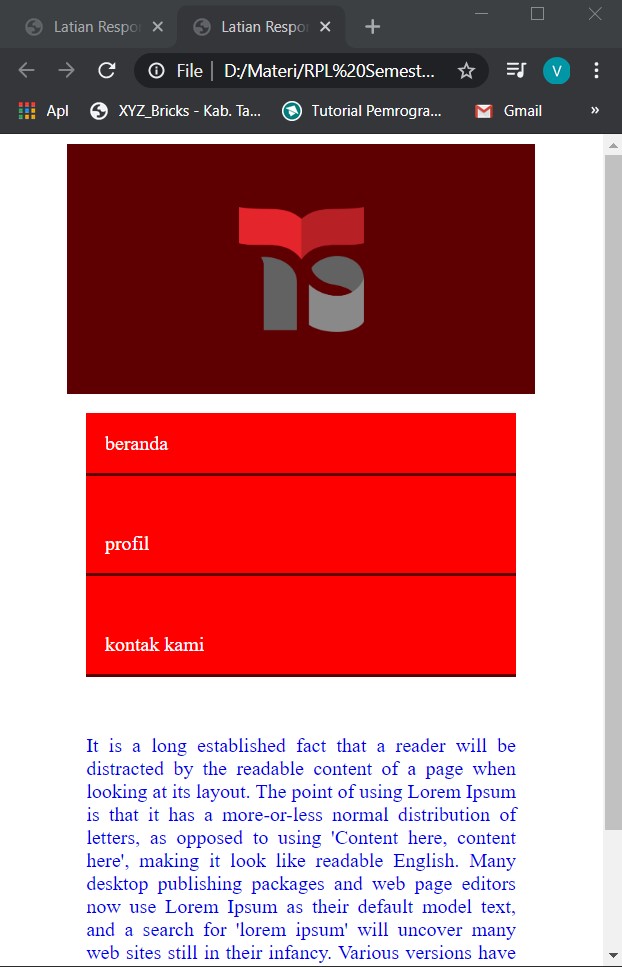 Latian Respon
Latian Respon
File | D:/Materi/RPL%20Semest...
Apl
XYZ_Bricks - Kab. Ta...
Tutorial Pemrogra...
Gmail
»
V
beranda
profil
kontak kami
It is a long established fact that a reader will be
distracted by the readable content of a page when
looking at its layout. The point of using Lorem Ipsum
is that it has a more-or-less normal distribution of
letters, as opposed to using 'Content here, content
here', making it look like readable English. Many
desktop publishing packages and web page editors
now use Lorem Ipsum as their default model text,
and a search for 'lorem ipsum' will uncover many
web sites still in their infancy. Various versions have